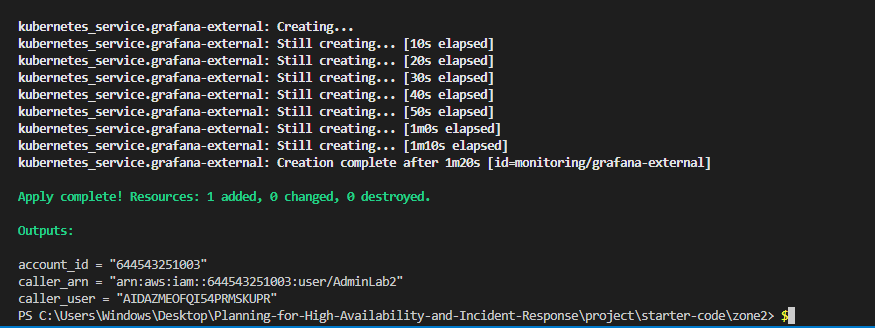 kubernetes_service.grafana-external: Creating...
kubernetes_service.grafana-external: Still creating... [10s elapsed]
kubernetes_service.grafana-external: Still creating... [20s elapsed]
kubernetes_service.grafana-external: Still creating... [30s elapsed]
kubernetes_service.grafana-external: Still creating... [40s elapsed]
kubernetes_service.grafana-external: Still creating... [50s elapsed]
kubernetes_service.grafana-external: Still creating... [1m0s elapsed]
kubernetes_service.grafana-external: Still creating... [1m10s elapsed]
kubernetes_service.grafana-external: Creation complete after 1m20s [id=monitoring/grafana-external]
Apply complete! Resources: 1 added, 0 changed, 0 destroyed.
Outputs:
account_id = "644543251003"
caller_arn = "arn:aws:iam::644543251003:user/AdminLab2"
caller_user = "AIDAZMEOFQI54PRMSKUPR"
PS C:\Users\Windows\Desktop\Planning-for-High-Availability-and-Incident-Response\project\starter-code\zone2> $